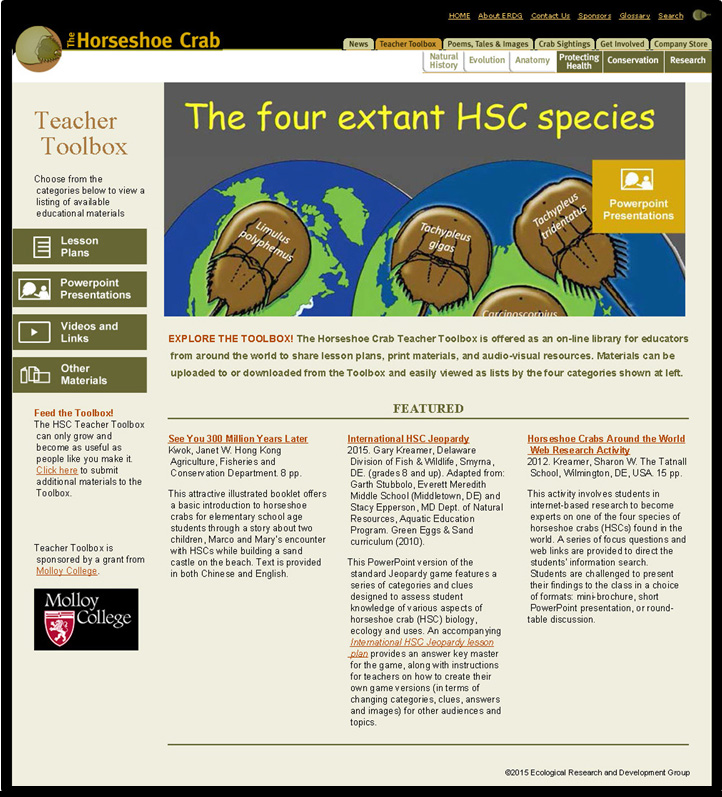 HOME About ERDG Contact Us Sponsors Glossary Search
The Horseshoe Crab
News Teacher Toolbox Poems, Tales & Images Crab Sightings Get Involved Company Store
Natural History Evolution Anatomy Protecting Health Conservation Research
Teacher
Toolbox
Choose from the
categories below to view a
listing of available
educational materials
Lesson
Plans
Powerpoint
Presentations
Videos and
Links
Other
Materials
Feed the Toolbox!
The HSC Teacher Toolbox
can only grow and
become as useful as
people like you make it.
Click here to submit
additional materials to the
Toolbox.
Teacher Toolbox is
sponsored by a grant from
Molloy College.
Molloy
College
The four extant HSC species
Limulus
polyphemus
Tachypleus
gigas
Tachypleus
tridentatus
Carcinoscorpius
Powerpoint
Presentations
EXPLORE THE TOOLBOX! The Horseshoe Crab Teacher Toolbox is offered as an on-line library for educators
from around the world to share lesson plans, print materials, and audio-visual resources. Materials can be
uploaded to or downloaded from the Toolbox and easily viewed as lists by the four categories shown at left.
FEATURED
See You 300 Million Years Later
Kwok, Janet W. Hong Kong
Agriculture, Fisheries and
Conservation Department. 8 pp.
This attractive illustrated booklet offers
a basic introduction to horseshoe
crabs for elementary school age
students through a story about two
children, Marco and Mary's encounter
with HSCs while building a sand
castle on the beach. Text is provided
in both Chinese and English.
International HSC Jeopardy
2015. Gary Kreamer, Delaware
Division of Fish & Wildlife, Smyrna,
DE. (grades 8 and up). Adapted from:
Garth Stubbolo, Everett Meredith
Middle School (Middletown, DE) and
Stacy Epperson, MD Dept. of Natural
Resources, Aquatic Education
Program. Green Eggs & Sand
curriculum (2010).
This PowerPoint version of the
standard Jeopardy game features a
series of categories and clues
designed to assess student
knowledge of various aspects of
horseshoe crab (HSC) biology,
ecology and uses. An accompanying
International HSC Jeopardy lesson
plan provides an answer key master
for the game, along with instructions
for teachers on how to create their
own game versions (in terms of
changing categories, clues, answers
and images) for other audiences and
topics.
Horseshoe Crabs Around the World
Web Research Activity
2012. Kreamer, Sharon W. The Tatnall
School, Wilmington, DE, USA. 15 pp.
This activity involves students in
internet-based research to become
experts on one of the four species of
horseshoe crabs (HSCs) found in the
world. A series of focus questions and
web links are provided to direct the
students' information search.
Students are challenged to present
their findings to the class in a choice
of formats: mini-brochure, short
PowerPoint presentation, or round-
table discussion.
©2015 Ecological Research and Development Group